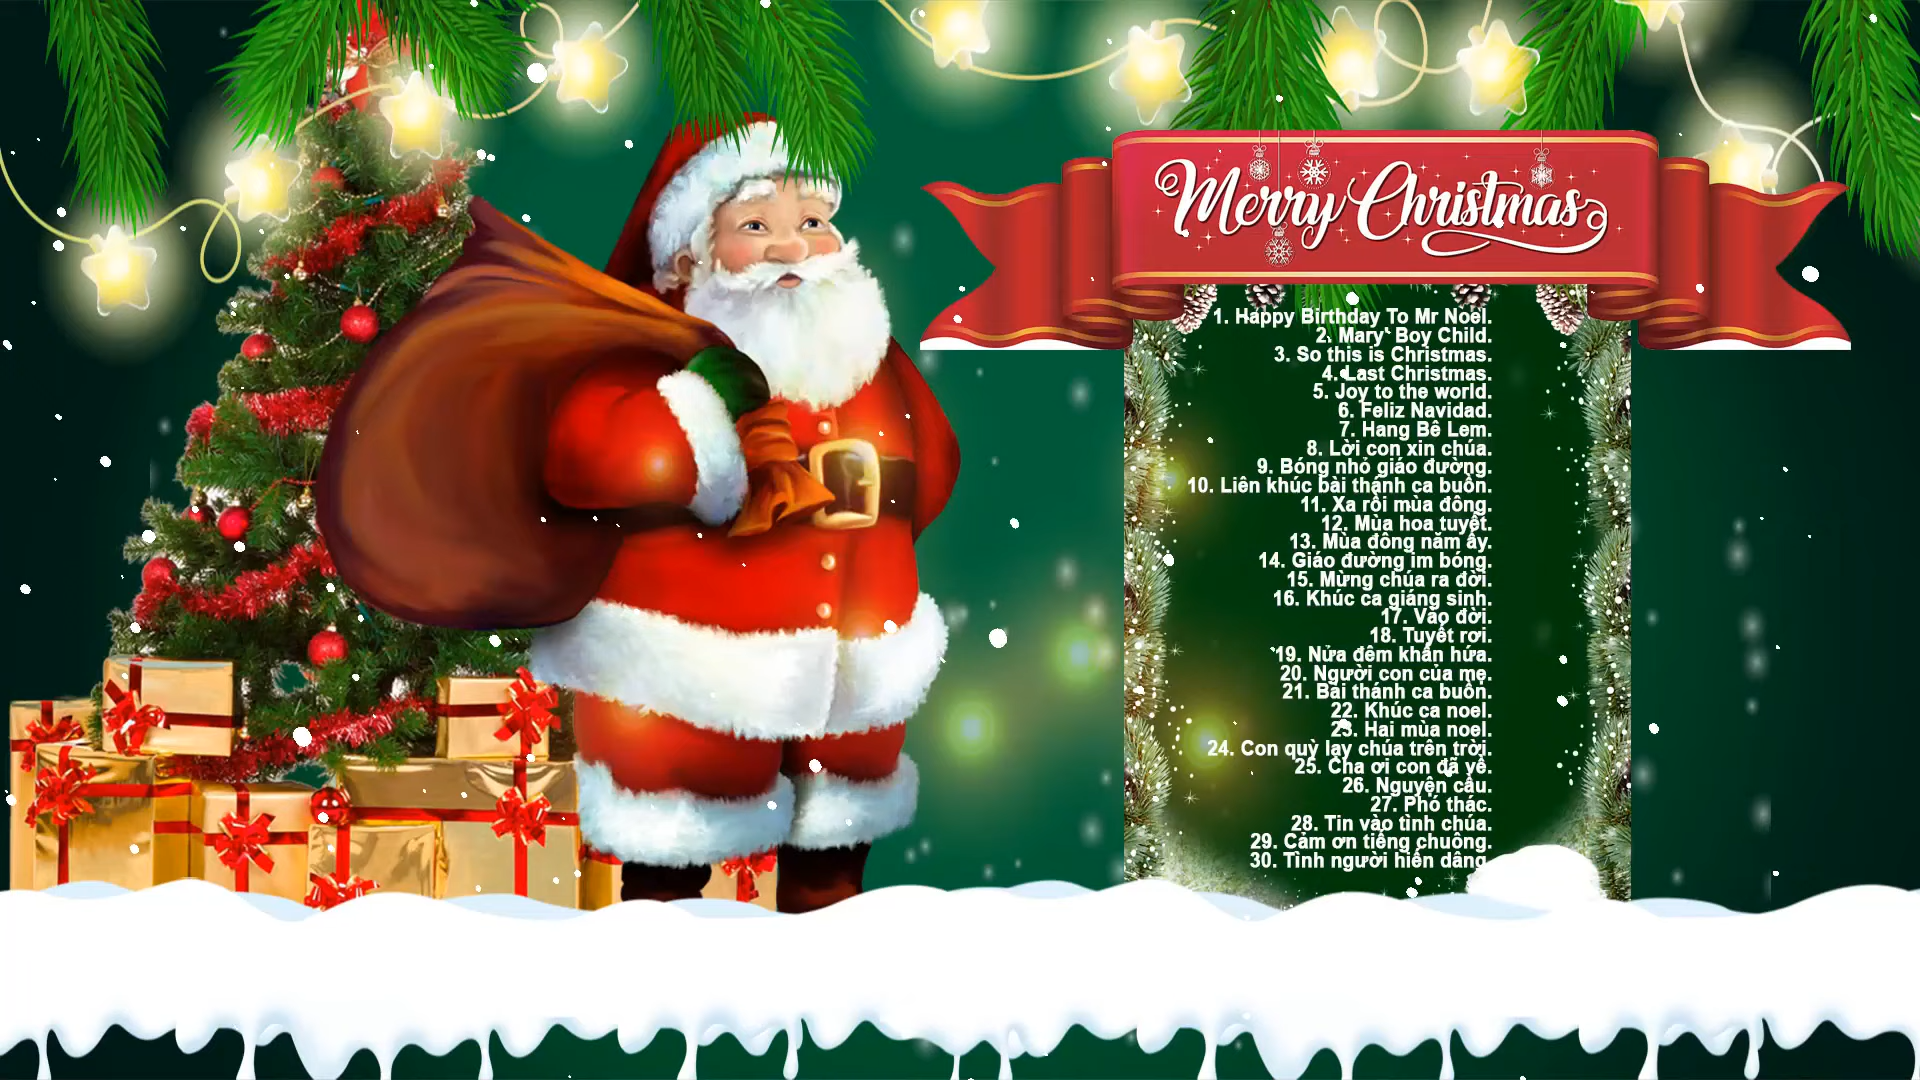 Merry Christmas
1. Happy Birthday To Mr Noel.
2. Mary' Boy Child.
3. So this is Christmas.
4. Last Christmas.
5. Joy to the world.
6. Feliz Navidad.
7. Hang Bê Lem.
8. Lời con xin chúa.
9. Bóng nhỏ giáo đường.
10. Liên khúc bài thánh ca buồn.
11. Xa rồi mùa đông.
12. Mùa hoa tuyết.
13. Mùa đông năm ấy.
14. Giáo đường im bóng.
15. Mừng chúa ra đời.
16. Khúc ca giáng sinh.
17. Vào đời.
18. Tuyết rơi.
19. Nửa đêm khấn hứa.
20. Người con của mẹ.
21. Bài thánh ca buồn.
22. Khúc ca noel.
23. Hai mùa noel.
24. Con quỳ lạy chúa trên trời.
25. Cha ơi con đã về.
26. Nguyện cầu.
27. Phó thác.
28. Tin vào tình chúa.
29. Cảm ơn tiếng chuông.
30. Tình người hiến dâng.